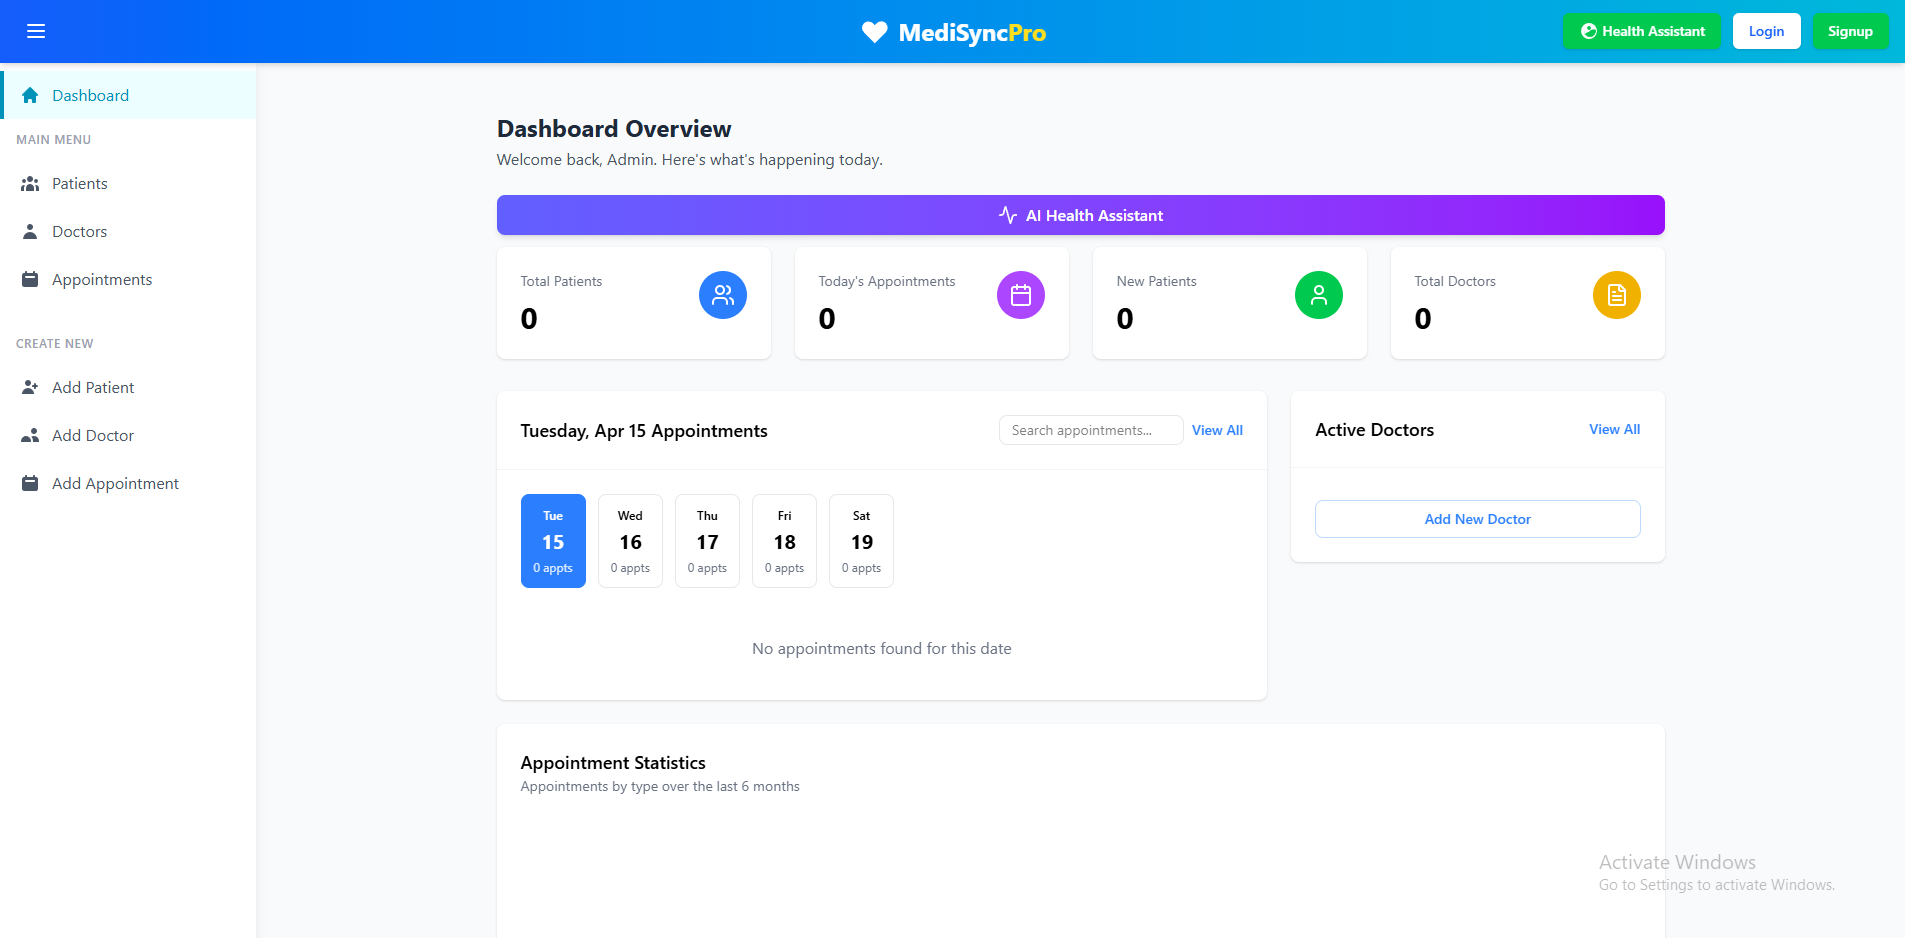 MediSyncPro
Health Assistant
Login
Signup
Dashboard
MAIN MENU
Patients
Doctors
Appointments
CREATE NEW
Add Patient
Add Doctor
Add Appointment
Dashboard Overview
Welcome back, Admin. Here's what's happening today.
AI Health Assistant
Total Patients
0
Today's Appointments
0
New Patients
0
Total Doctors
0
Tuesday, Apr 15 Appointments
Search appointments...
View All
Tue
15
0 appts
Wed
16
0 appts
Thu
17
0 appts
Fri
18
0 appts
Sat
19
0 appts
No appointments found for this date
Active Doctors
View All
Add New Doctor
Appointment Statistics
Appointments by type over the last 6 months
Activate Windows
Go to Settings to activate Windows.